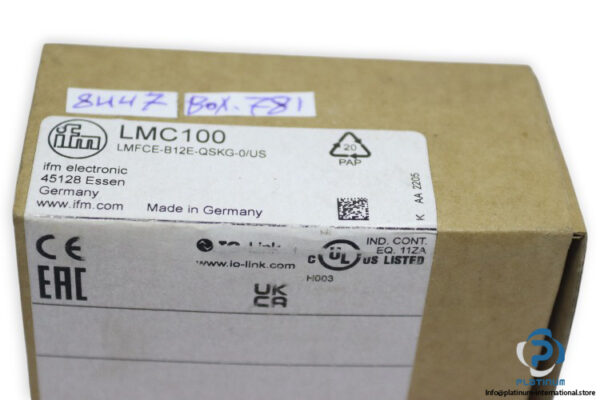 8447 Box. 781
ifm
LMC100
LMFCE-B12E-QSKG-0/US
ifm electronic
45128 Essen
Germany
www.ifm.com
Made in Germany
20
PAP
K AA 2205
CE
EAC
IO-Link
www.io-link.com
UK
CA
C UL US LISTED
IND. CONT.
EQ. 11ZA
H003
PLATINUM
info@platinum-international.store